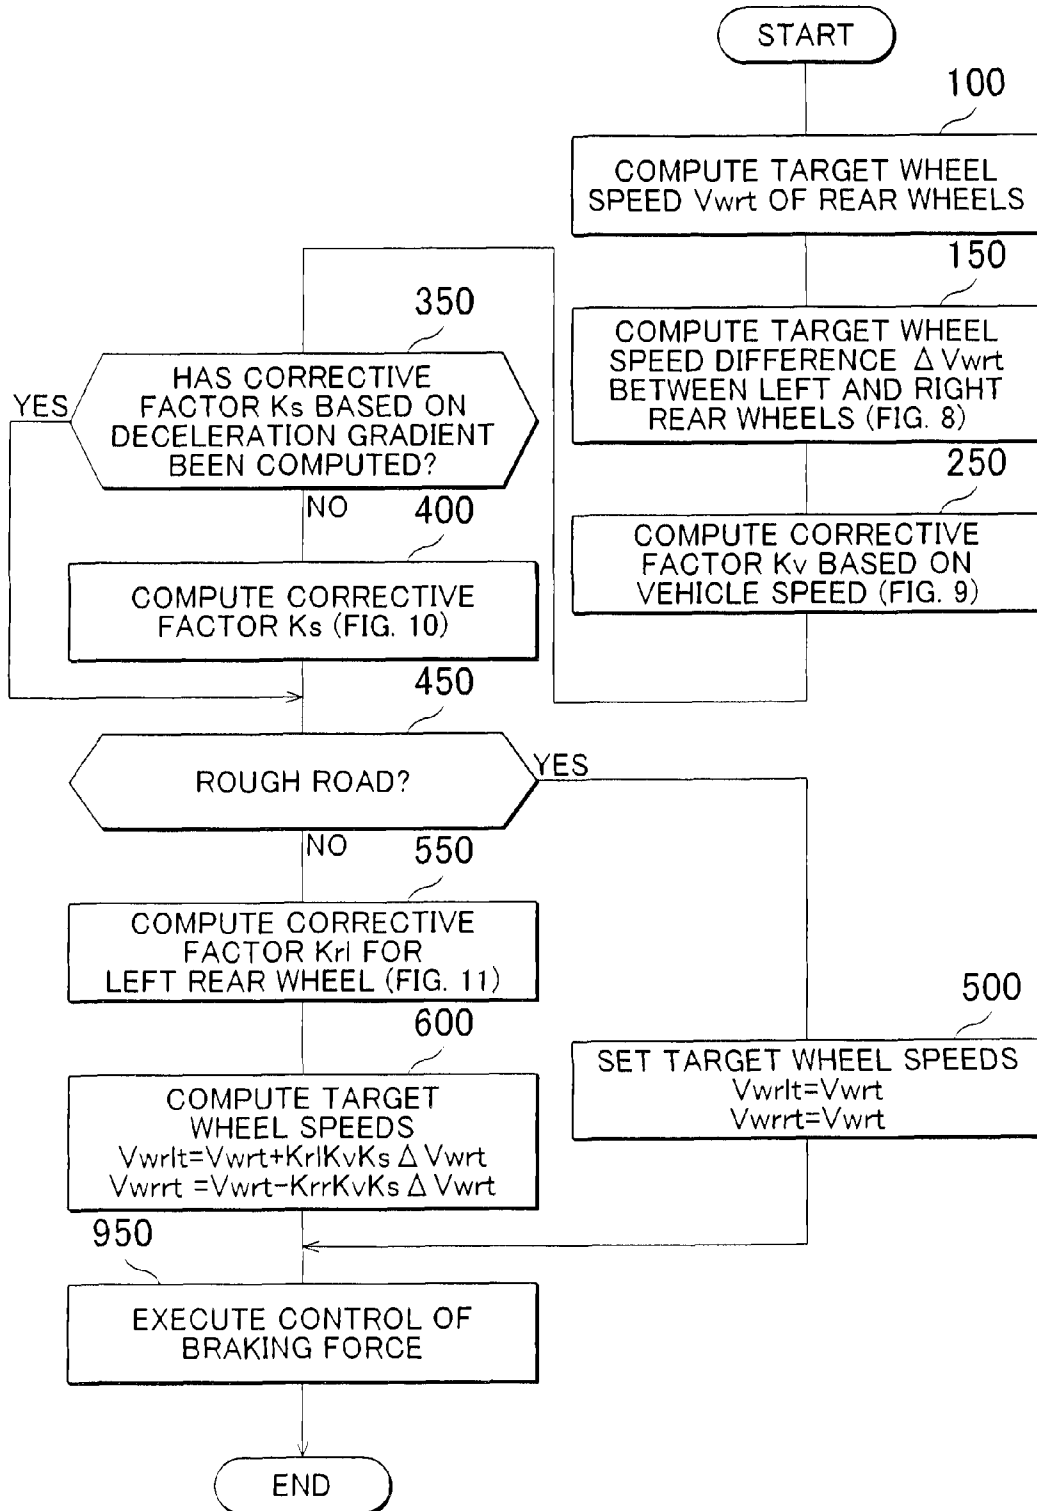 START
100
COMPUTE TARGET WHEEL
SPEED Vwrt OF REAR WHEELS
150
COMPUTE TARGET WHEEL
SPEED DIFFERENCE Δ Vwrt
BETWEEN LEFT AND RIGHT
REAR WHEELS (FIG. 8)
250
COMPUTE CORRECTIVE
FACTOR Kv BASED ON
VEHICLE SPEED (FIG. 9)
350
HAS CORRECTIVE
FACTOR Ks BASED ON
DECELERATION GRADIENT
BEEN COMPUTED?
YES
NO
400
COMPUTE CORRECTIVE
FACTOR Ks (FIG. 10)
450
ROUGH ROAD?
YES
NO
550
COMPUTE CORRECTIVE
FACTOR Krl FOR
LEFT REAR WHEEL (FIG. 11)
600
COMPUTE TARGET
WHEEL SPEEDS
Vwrlt=Vwrt+KrlKvKs Δ Vwrt
Vwrrt =Vwrt-KrrKvKs Δ Vwrt
500
SET TARGET WHEEL SPEEDS
Vwrlt=Vwrt
Vwrrt=Vwrt
950
EXECUTE CONTROL OF
BRAKING FORCE
END